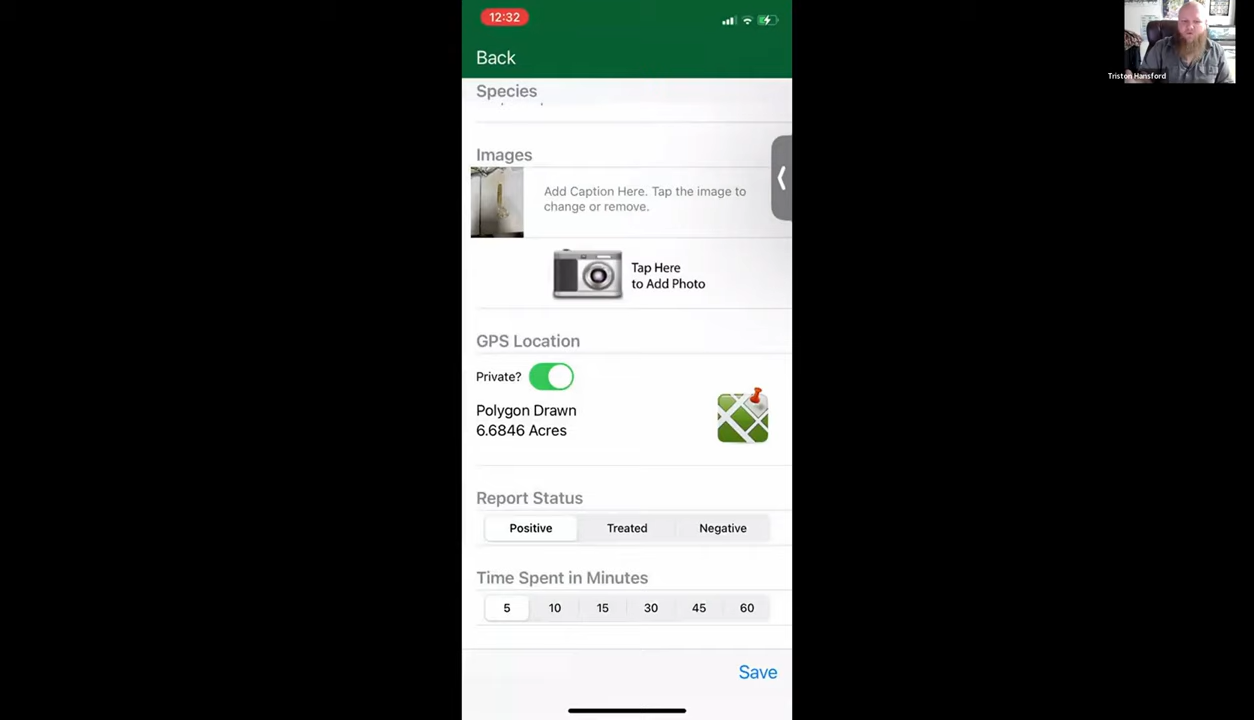 12:32
Back
Species
Images
Add Caption Here. Tap the image to
change or remove.
Tap Here
to Add Photo
GPS Location
Private?
Polygon Drawn
6.6846 Acres
Report Status
Positive Treated Negative
Time Spent in Minutes
5 10 15 30 45 60
Save
Triston Hansford